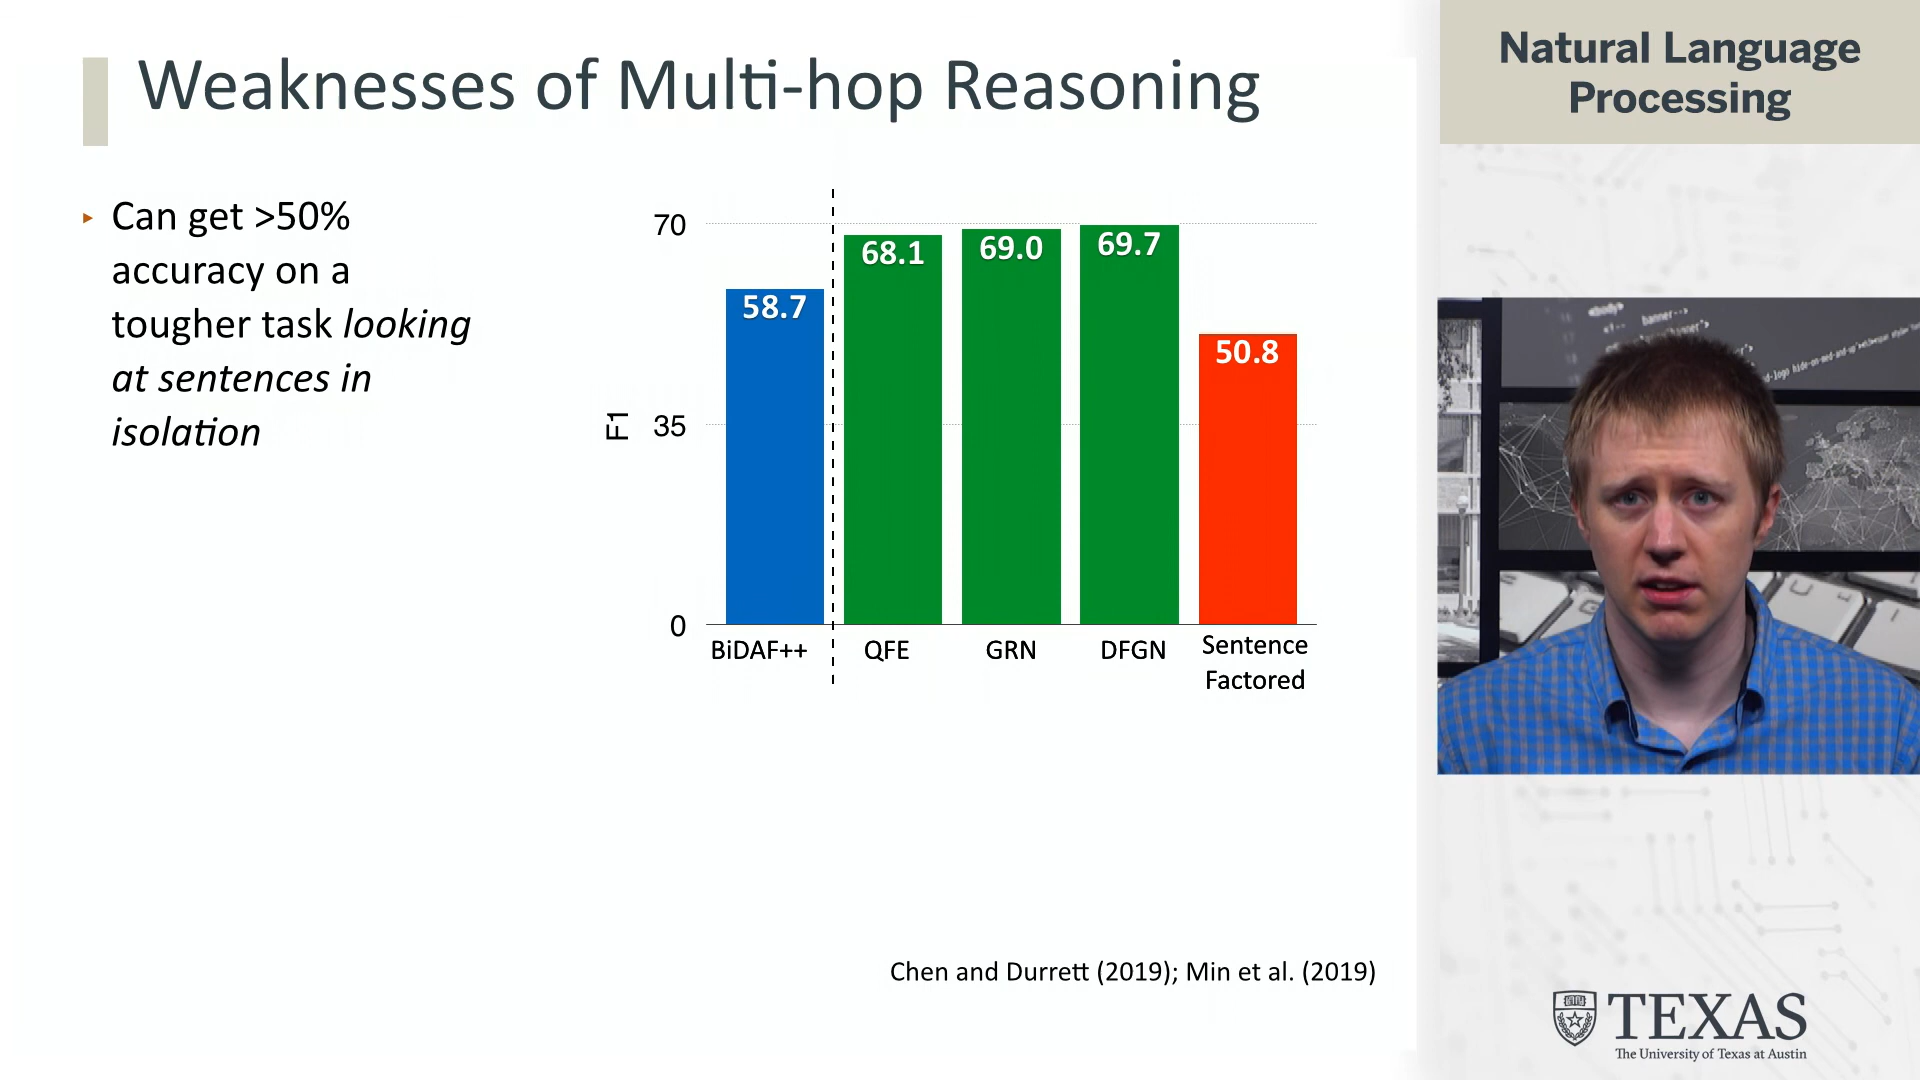 Weaknesses of Multi-hop Reasoning
Natural Language
Processing
▸ Can get >50%
accuracy on a
tougher task looking
at sentences in
isolation
70
35
0
F1
58.7
68.1
69.0
69.7
50.8
BiDAF++
QFE
GRN
DFGN
Sentence
Factored
Chen and Durrett (2019); Min et al. (2019)
<body>
banner-->
TEXAS
The University of Texas at Austin